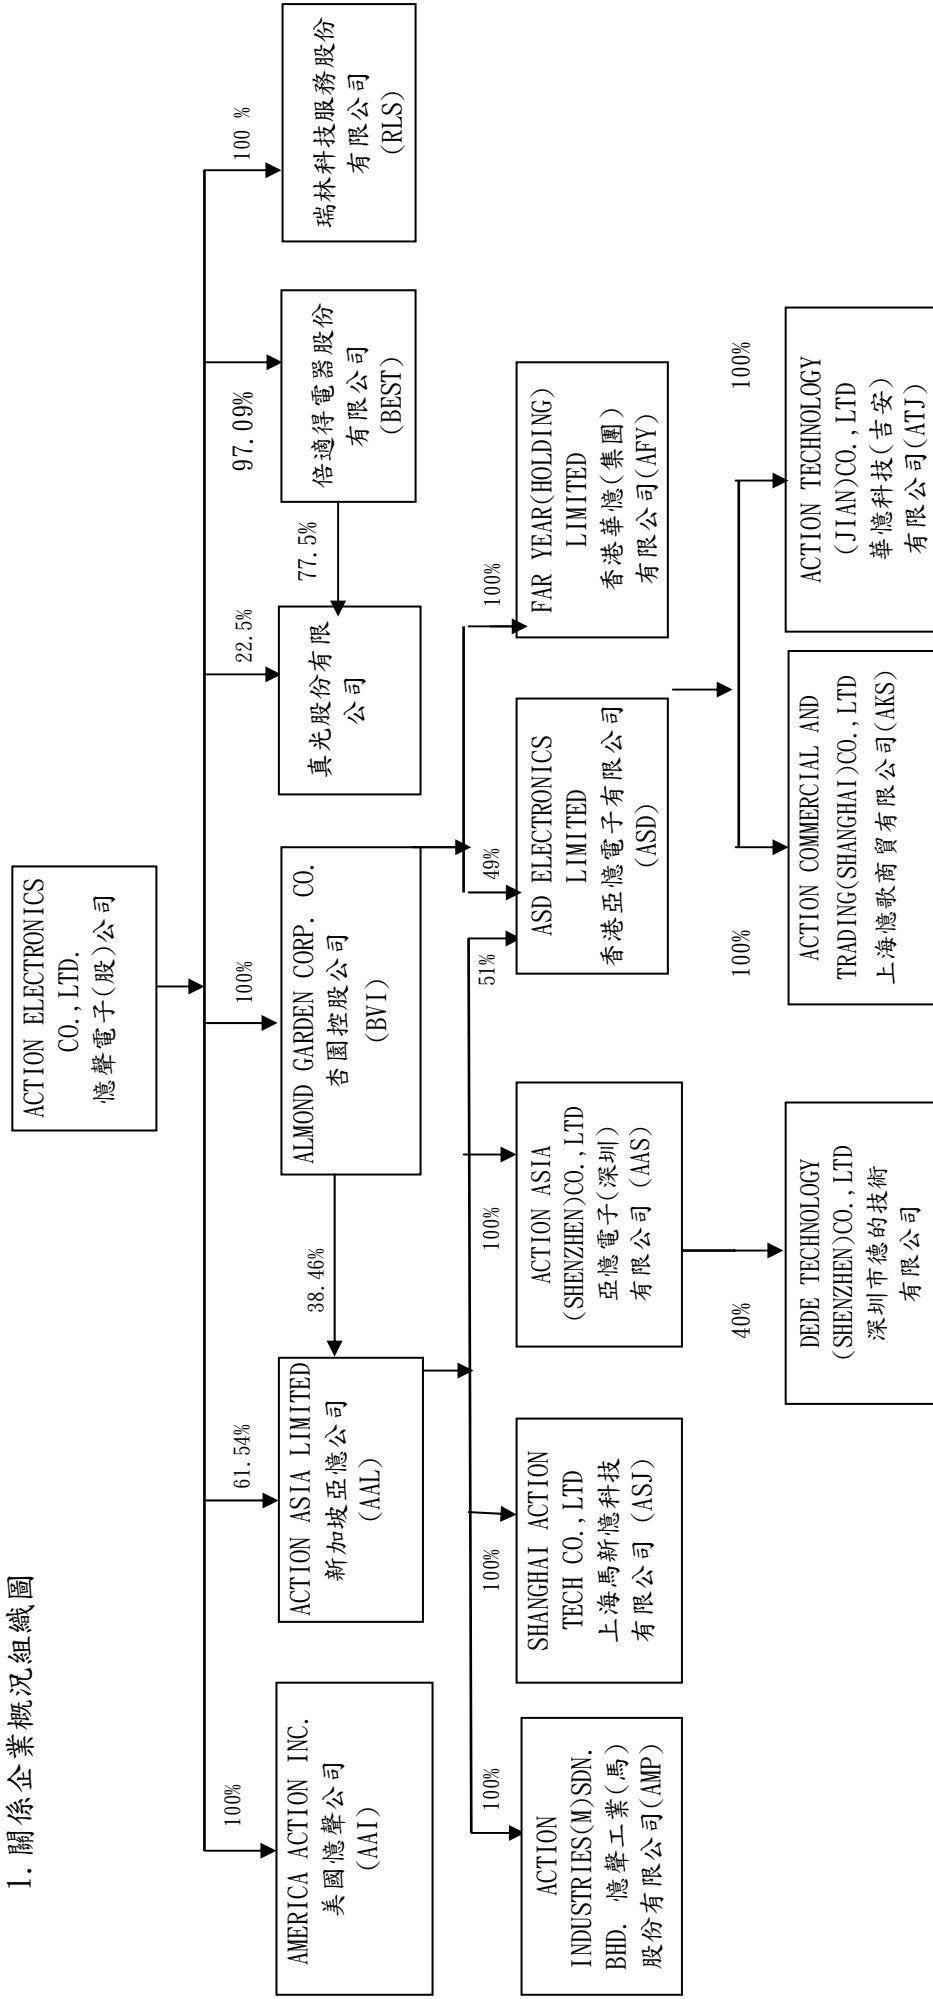 1.關係企業概況組織圖
ACTION ELECTRONICS
CO.,LTD.
憶聲電子(股)公司
100%
61.54%
100%
22.5%
97.09%
100 %
AMERICA ACTION INC.
美國憶聲公司
(AAI)
ACTION ASIA LIMITED
新加坡亞憶公司
(AAL)
38.46%
ALMOND GARDEN CORP. CO.
杏園控股公司
(BVI)
真光股份有限
公司
77.5%
倍適得電器股份
有限公司
(BEST)
瑞林科技服務股份
有限公司
(RLS)
100%
100%
100%
51%
49%
100%
ACTION
INDUSTRIES(M)SDN.
BHD. 憶聲工業(馬)
股份有限公司(AMP)
SHANGHAI ACTION
TECH CO.,LTD
上海馬新憶科技
有限公司 (ASJ)
ACTION ASIA
(SHENZHEN)CO.,LTD
亞憶電子(深圳)
有限公司 (AAS)
ASD ELECTRONICS
LIMITED
香港亞憶電子有限公司
(ASD)
FAR YEAR(HOLDING)
LIMITED
香港華憶(集團)
有限公司(AFY)
40%
100%
100%
DEDE TECHNOLOGY
(SHENZHEN)CO.,LTD
深圳市德的技術
有限公司
ACTION COMMERCIAL AND
TRADING(SHANGHAI)CO.,LTD
上海憶歌商貿有限公司(AKS)
ACTION TECHNOLOGY
(JIAN)CO.,LTD
華憶科技(吉安)
有限公司(ATJ)